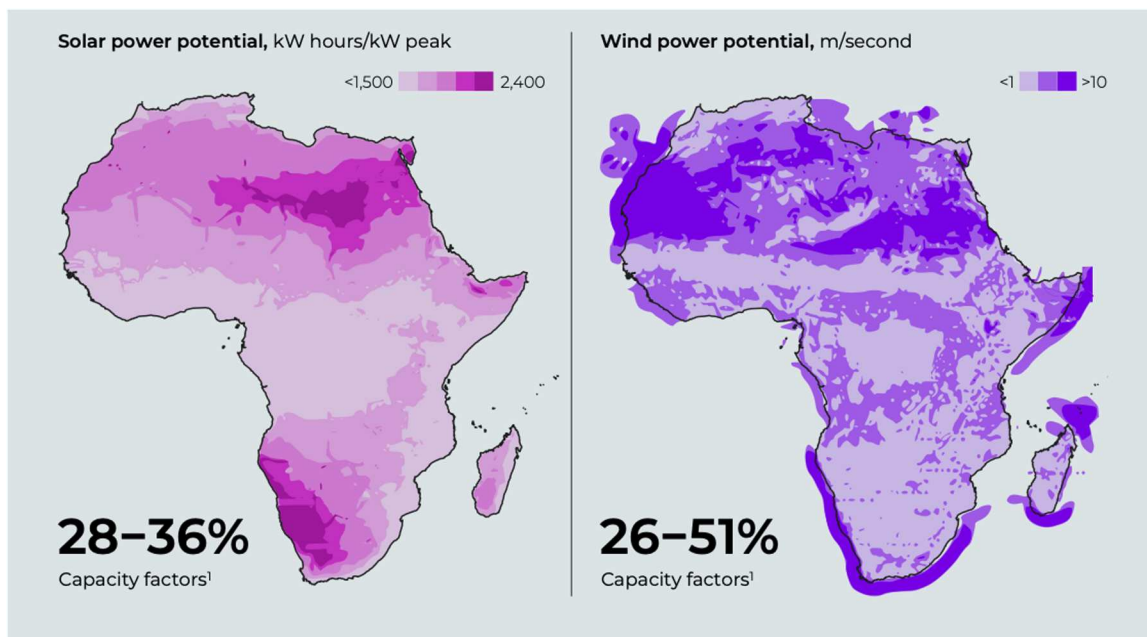 Solar power potential, kW hours/kW peak
<1,500 2,400
28–36%
Capacity factors¹
Wind power potential, m/second
<1 >10
26–51%
Capacity factors¹